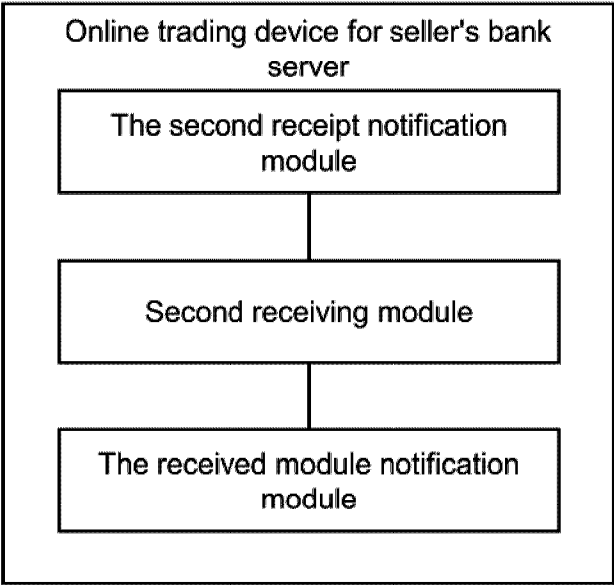 Online trading device for seller's bank
server
The second receipt notification
module
Second receiving module
The received module notification
module